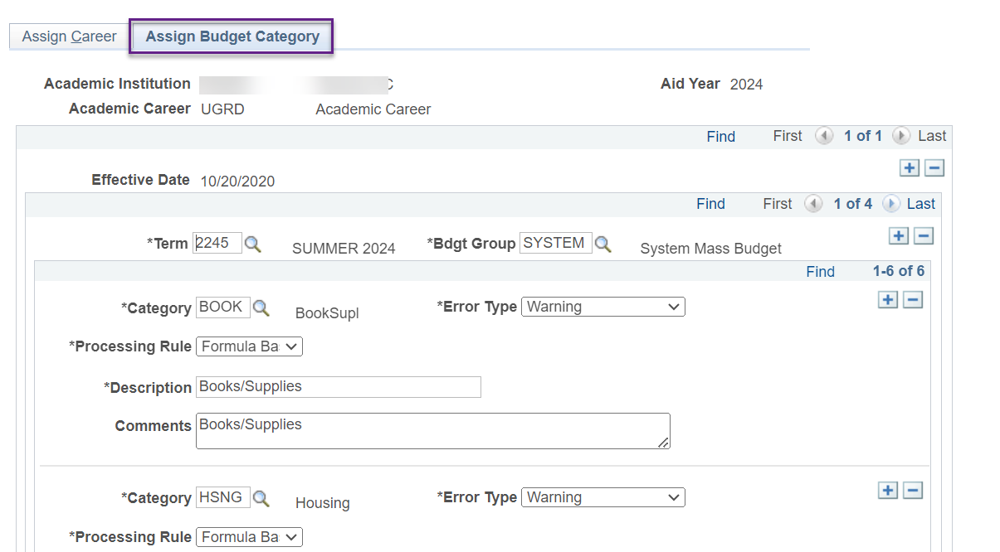 Assign Career Assign Budget Category
Academic Institution Aid Year 2024
Academic Career UGRD Academic Career
Find First 1 of 1 Last
Effective Date 10/20/2020
Find First 1 of 4 Last
*Term 2245 SUMMER 2024 *Bdgt Group SYSTEM System Mass Budget
Find 1-6 of 6
*Category BOOK BookSupl *Error Type Warning
*Processing Rule Formula Ba
*Description Books/Supplies
Comments Books/Supplies
*Category HSNG Housing *Error Type Warning
*Processing Rule Formula Ba